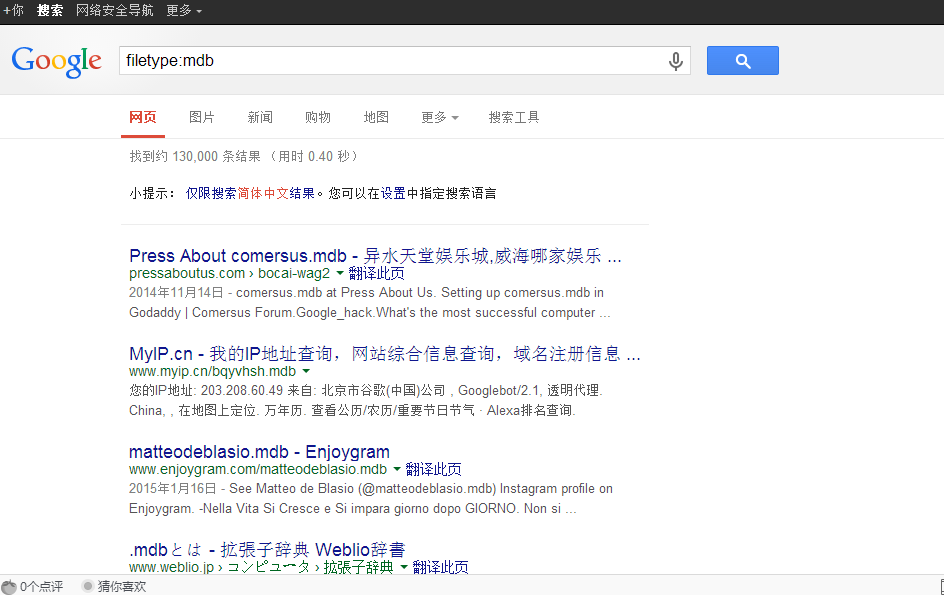 +你 搜索 网络安全导航 更多
Google filetype:mdb
网页 图片 新闻 购物 地图 更多 搜索工具
找到约 130,000 条结果 （用时 0.40 秒）
小提示： 仅限搜索简体中文结果。您可以在设置中指定搜索语言
Press About comersus.mdb - 异水天堂娱乐城,威海哪家娱乐 ...
pressaboutus.com › bocai-wag2 翻译此页
2014年11月14日 - comersus.mdb at Press About Us. Setting up comersus.mdb in
Godaddy | Comersus Forum.Google_hack.What's the most successful computer ...
MyIP.cn - 我的IP地址查询，网站综合信息查询，域名注册信息 ...
www.myip.cn/bqyvhsh.mdb
您的IP地址: 203.208.60.49 来自: 北京市谷歌(中国)公司 , Googlebot/2.1, 透明代理.
China, , 在地图上定位. 万年历. 查看公历/农历/重要节日节气 · Alexa排名查询.
matteodeblasio.mdb - Enjoygram
www.enjoygram.com/matteodeblasio.mdb 翻译此页
2015年1月16日 - See Matteo de Blasio (@matteodeblasio.mdb) Instagram profile on
Enjoygram. -Nella Vita Si Cresce e Si impara giorno dopo GIORNO. Non si ...
.mdbとは - 拡張子辞典 Weblio辞書
www.weblio.jp › コンピュータ › 拡張子辞典 翻译此页
0个点评 猜你喜欢